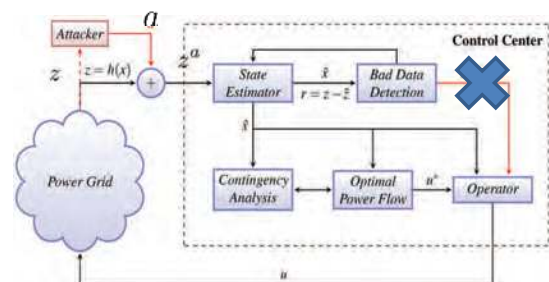 Attacker
a
Control Center
z
z = h(x)
+
z^a
State
Estimator
x̂
r = z − ẑ
Bad Data
Detection
x̂
Power Grid
Contingency
Analysis
Optimal
Power Flow
u*
Operator
u